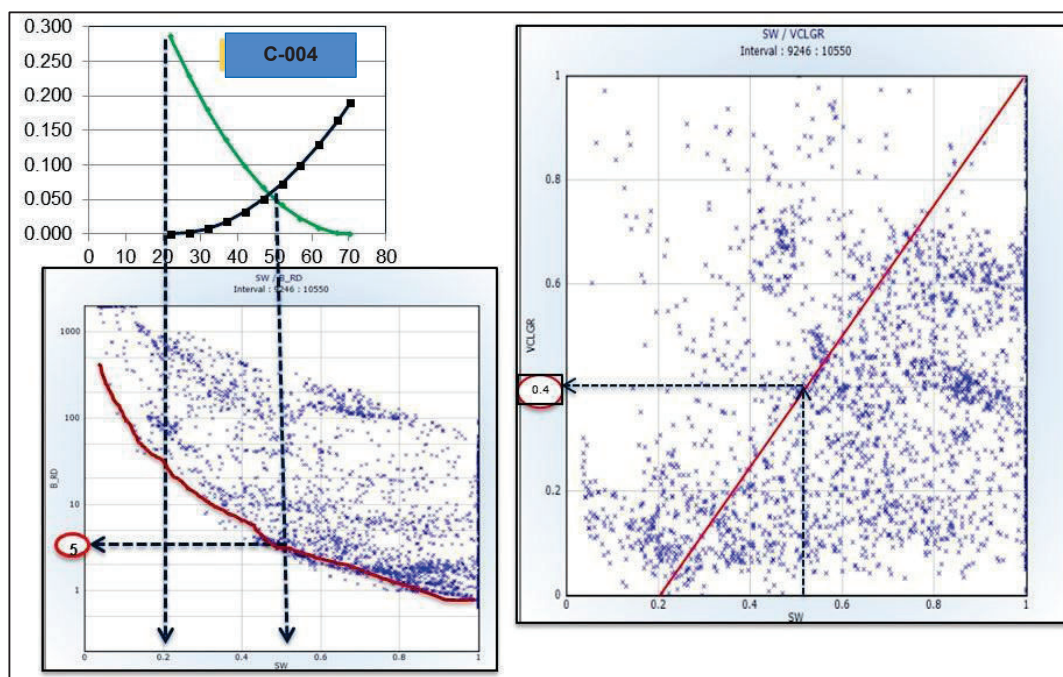 0.300
0.250
0.200
0.150
0.100
0.050
0.000
0 10 20 30 40 50 60 70 80
C-004
SW / B_RD
Interval : 9246 : 10550
1000
100
10
1
B_RD
5
0 0.2 0.4 0.6 0.8 1
SW
SW / VCLGR
Interval : 9246 : 10550
1
0.8
0.6
0.4
0.2
0
VCLGR
0 0.2 0.4 0.6 0.8 1
SW